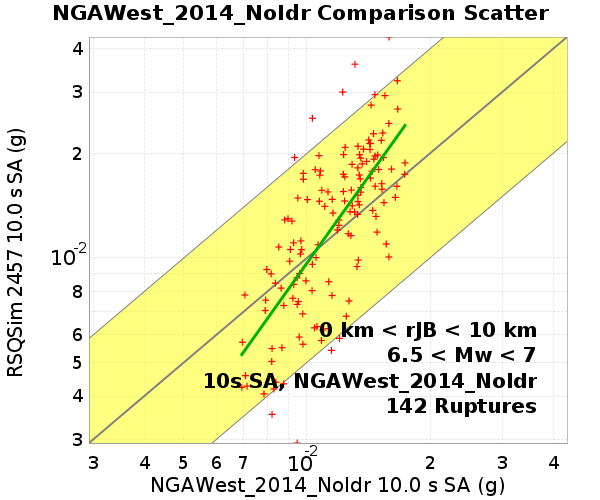 NGAWest_2014_NoIdr Comparison Scatter
RSQSim 2457 10.0 s SA (g)
4
3
2
10-2
8
6
5
4
3
0 km < rJB < 10 km
6.5 < Mw < 7
10s SA, NGAWest_2014_NoIdr
142 Ruptures
3 4 5 6 7 10-2 2 3 4
NGAWest_2014_NoIdr 10.0 s SA (g)